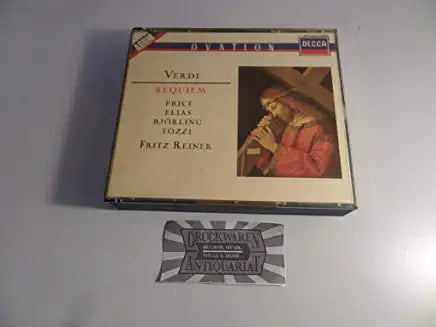 OVATION
DECCA
VERDI
REQUIEM
PRICE
ELIAS
BJÖRLING
TOZZI
FRITZ REINER
DRUCKWAREN
ANTIQUARIAT